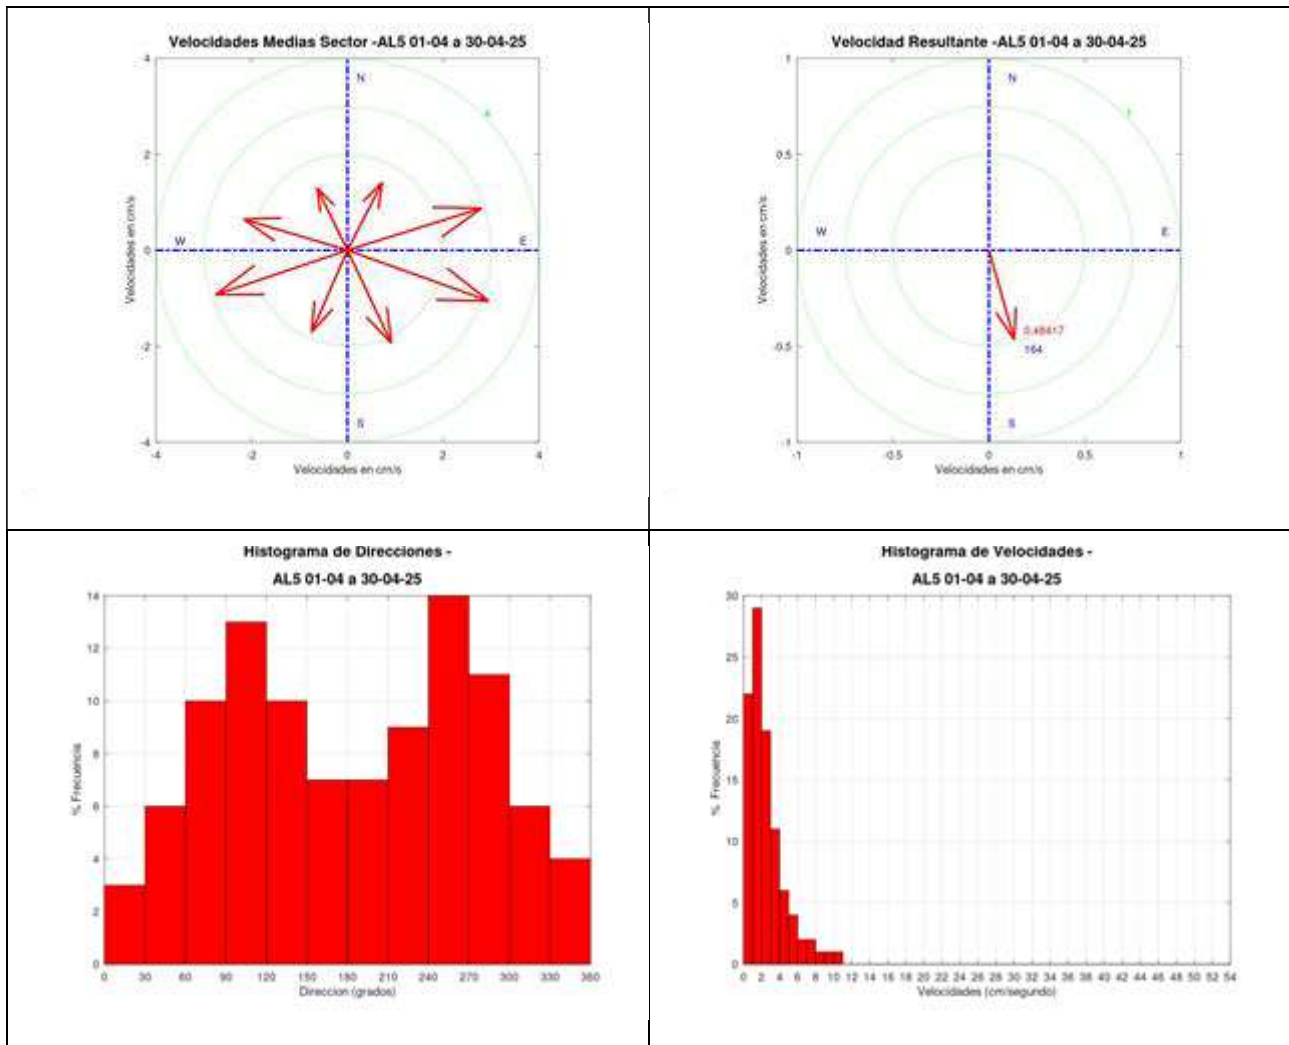 Velocidades Medias Sector -AL5 01-04 a 30-04-25
4
N
4
2
Velocidades en cm/s
W
0
E
-2
S
-4
-4 -2 0 2 4
Velocidades en cm/s
Velocidad Resultante -AL5 01-04 a 30-04-25
1
N
1
0.5
Velocidades en cm/s
W
0
E
-0.5
164
S
-1
-1 -0.5 0 0.5 1
Velocidades en cm/s
Histograma de Direcciones -
AL5 01-04 a 30-04-25
14
12
10
8
6
4
2
0
% Frecuencia
0 30 60 90 120 150 180 210 240 270 300 330 360
Direccion (grados)
Histograma de Velocidades -
AL5 01-04 a 30-04-25
30
25
20
15
10
5
0
% Frecuencia
0 2 4 6 8 10 12 14 16 18 20 22 24 26 28 30 32 34 36 38 40 42 44 46 48 50 52 54
Velocidades (cm/segundo)